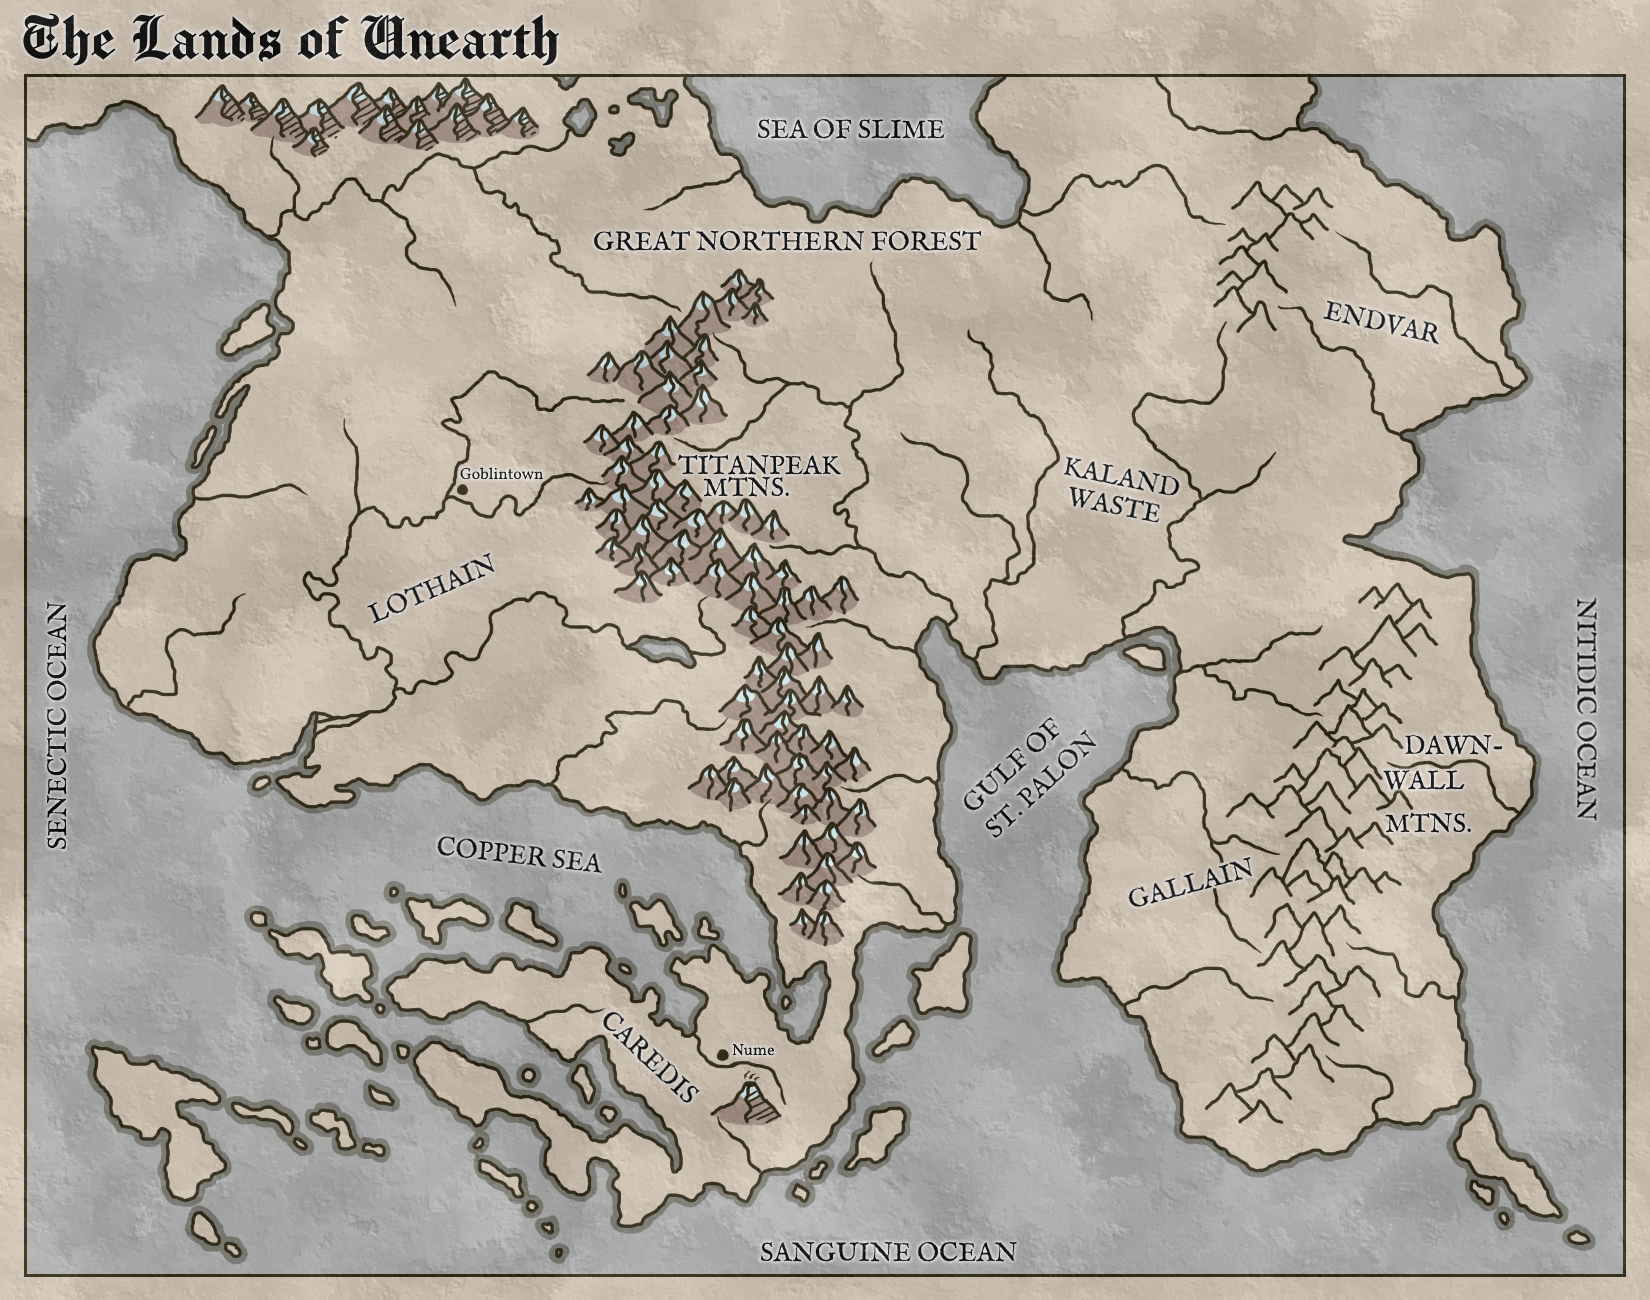 The Lands of Unearth
SEA OF SLIME
GREAT NORTHERN FOREST
ENDVAR
TITANPEAK
MTNS.
Goblintown
KALAND
WASTE
LOTHAIN
SENECTIC OCEAN
NITIDIC OCEAN
GULF OF
ST. PALON
DAWN-
WALL
MTNS.
COPPER SEA
GALLAIN
CAREDIS
Nume
SANGUINE OCEAN